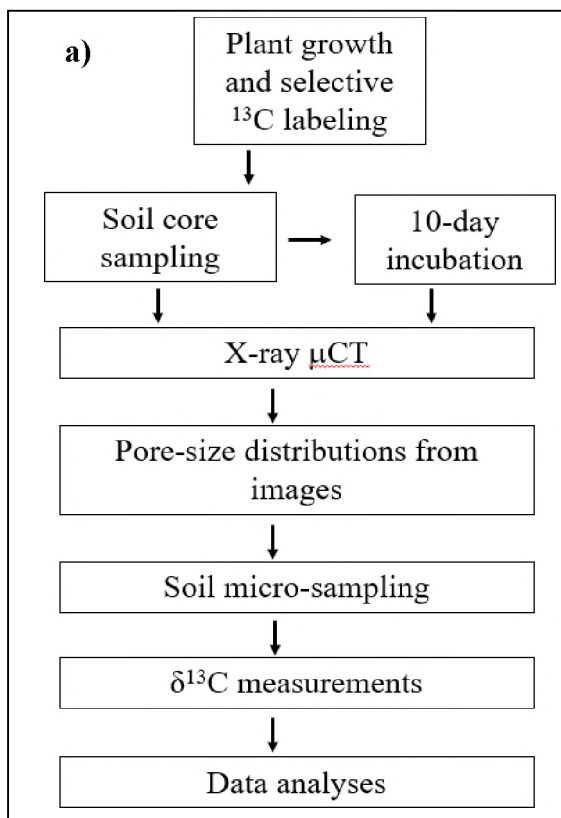 a)
Plant growth
and selective
¹³C labeling
Soil core
sampling
10-day
incubation
X-ray μCT
Pore-size distributions from
images
Soil micro-sampling
δ¹³C measurements
Data analyses